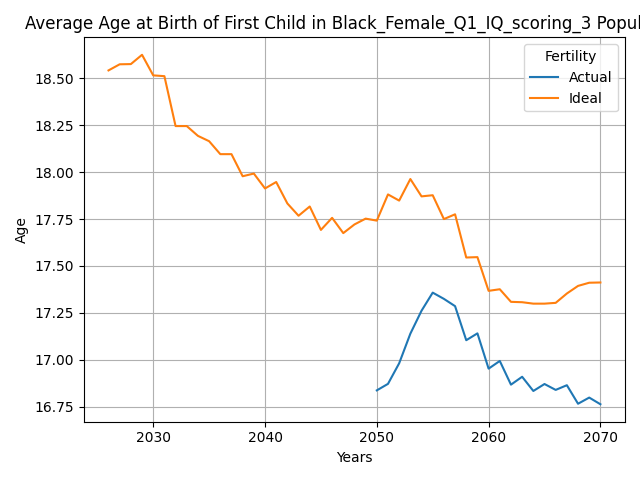 Average Age at Birth of First Child in Black_Female_Q1_IQ_scoring_3 Popul
Fertility
Actual
Ideal
18.50
18.25
18.00
17.75
17.50
17.25
17.00
16.75
Age
2030 2040 2050 2060 2070
Years